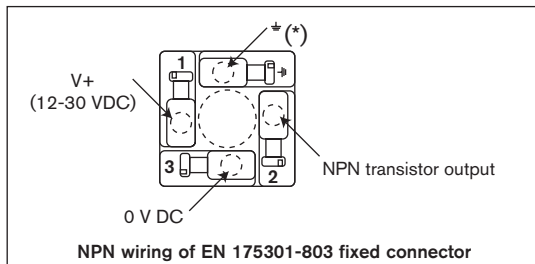 ⏚ (*)
1
V+
(12-30 VDC)
⏚
3
2
NPN transistor output
0 V DC
NPN wiring of EN 175301-803 fixed connector